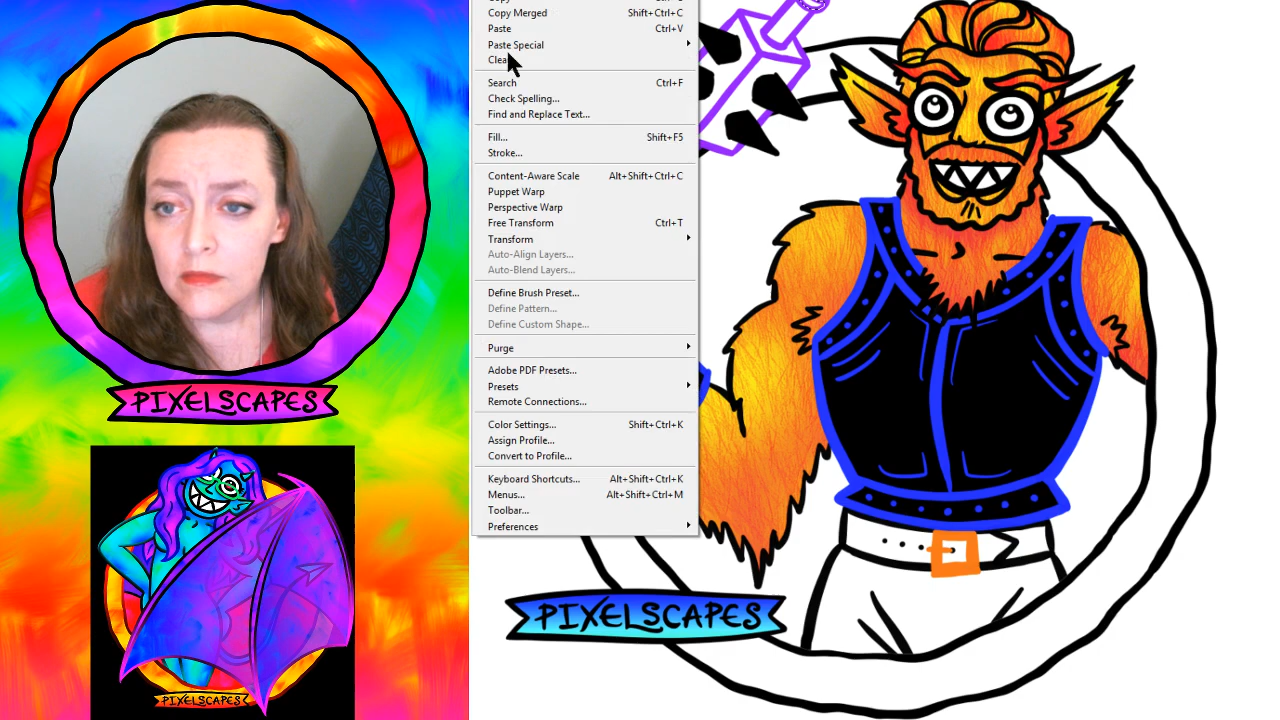 PIXELSCAPES
PIXELSCAPES
Copy Merged Shift+Ctrl+C
Paste Ctrl+V
Paste Special
Search Ctrl+F
Check Spelling...
Find and Replace Text...
Fill... Shift+F5
Stroke...
Content-Aware Scale Alt+Shift+Ctrl+C
Puppet Warp
Perspective Warp
Free Transform Ctrl+T
Transform
Auto-Align Layers...
Auto-Blend Layers...
Define Brush Preset...
Define Pattern...
Define Custom Shape...
Purge
Adobe PDF Presets...
Presets
Remote Connections...
Color Settings... Shift+Ctrl+K
Assign Profile...
Convert to Profile...
Keyboard Shortcuts... Alt+Shift+Ctrl+K
Menus... Alt+Shift+Ctrl+M
Toolbar...
Preferences
PIXELSCAPES